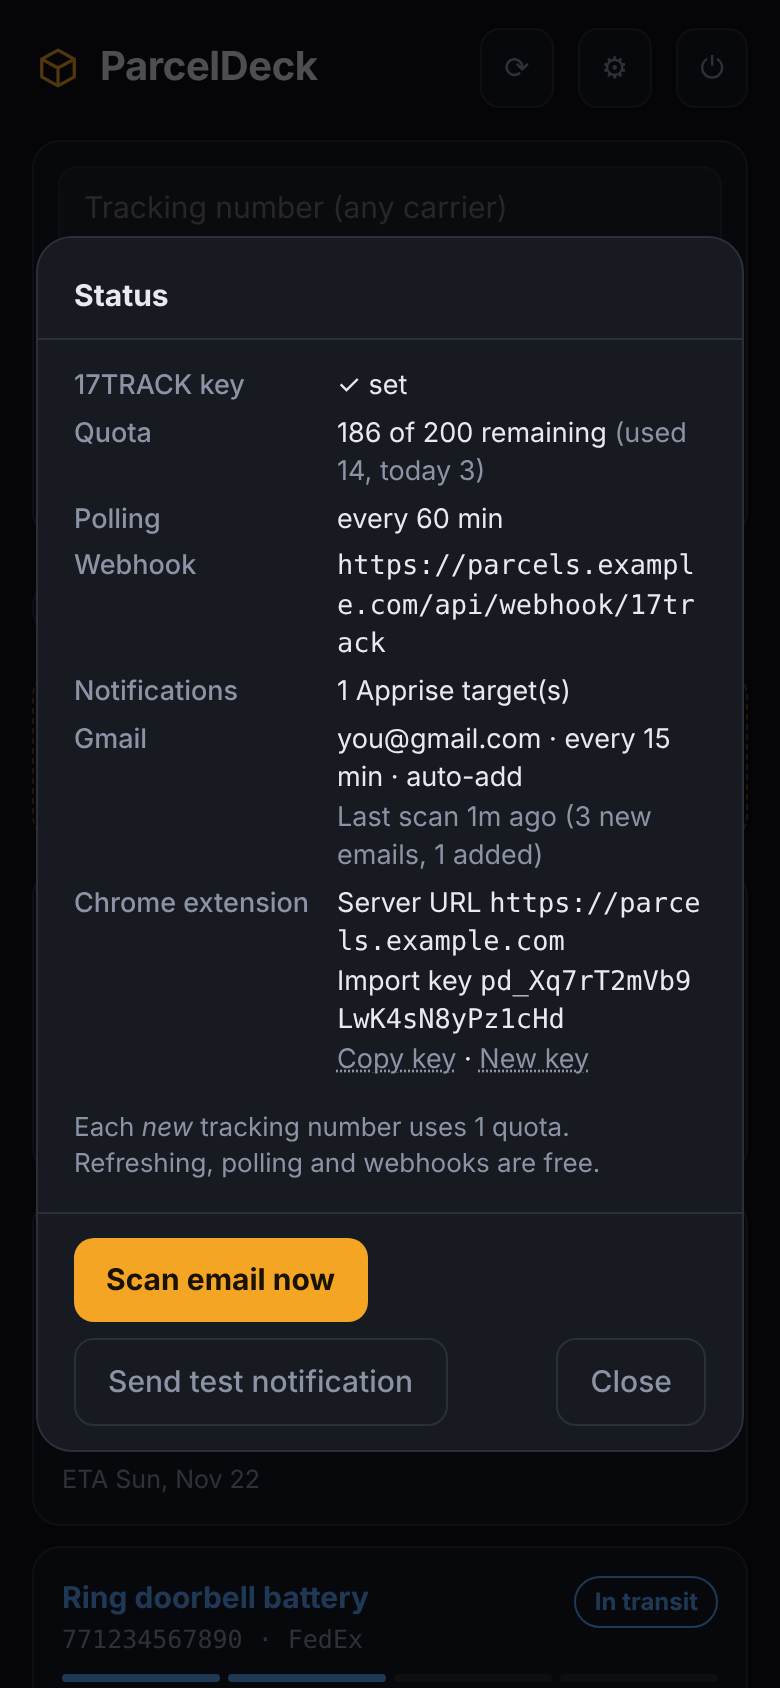 ParcelDeck
Tracking number (any carrier)
Status
17TRACK key
✓ set
Quota
186 of 200 remaining (used
14, today 3)
Polling
every 60 min
Webhook
https://parcels.exampl
e.com/api/webhook/17tr
ack
Notifications
1 Apprise target(s)
Gmail
you@gmail.com · every 15
min · auto-add
Last scan 1m ago (3 new
emails, 1 added)
Chrome extension
Server URL https://parce
ls.example.com
Import key pd_Xq7rT2mVb9
LwK4sN8yPz1cHd
Copy key · New key
Each new tracking number uses 1 quota.
Refreshing, polling and webhooks are free.
Scan email now
Send test notification
Close
ETA Sun, Nov 22
Ring doorbell battery
In transit
771234567890 · FedEx